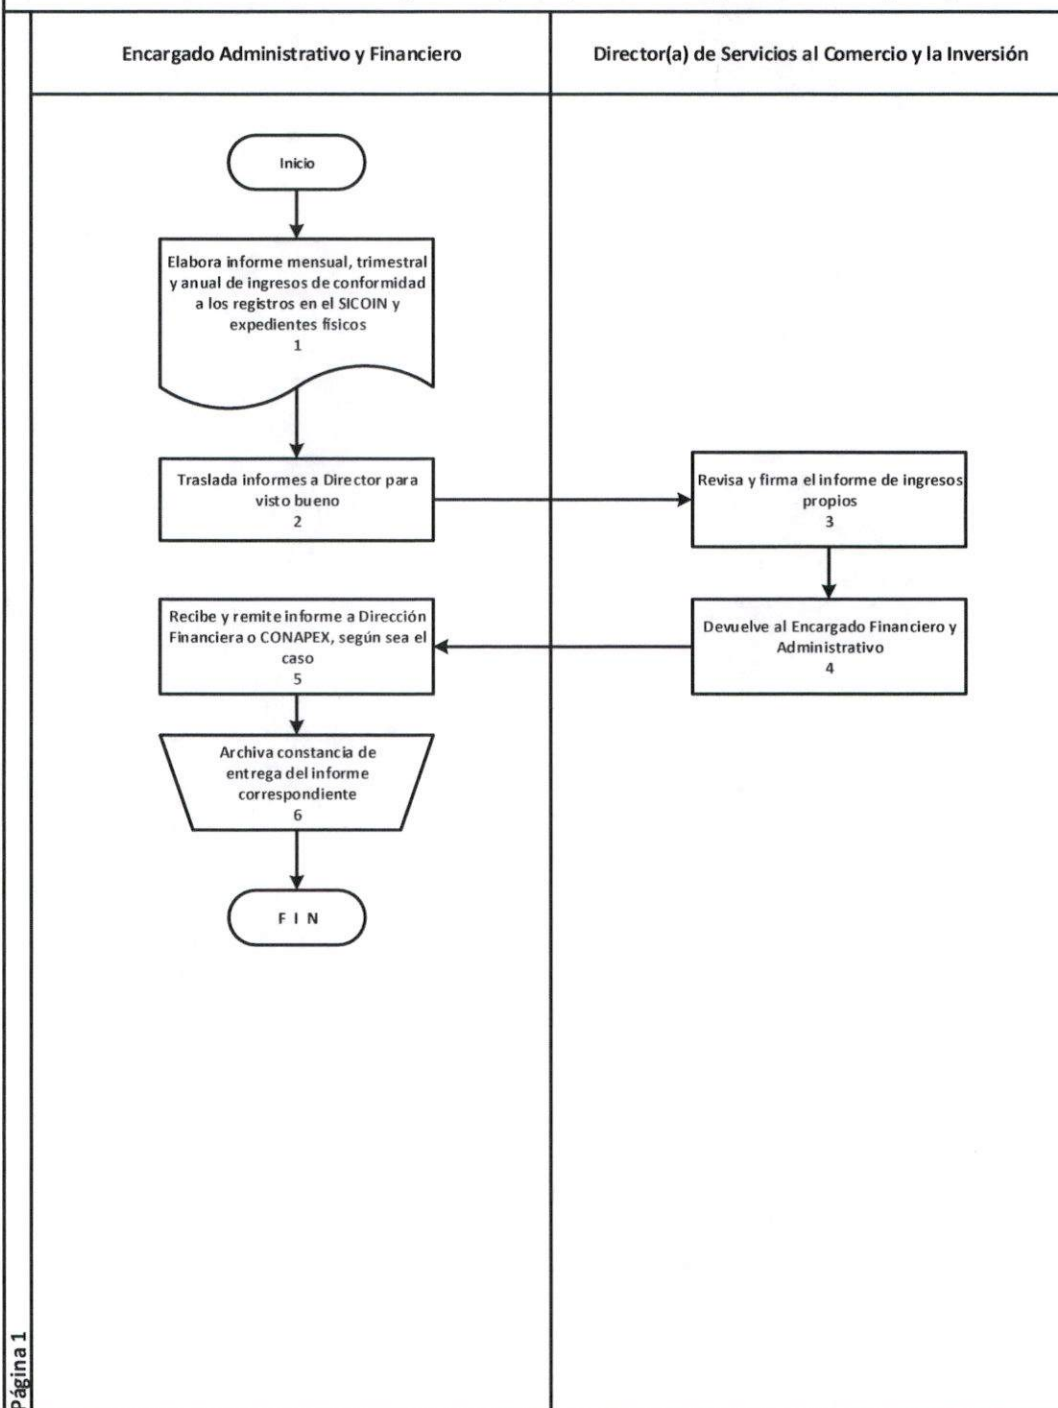 Encargado Administrativo y Financiero
Director(a) de Servicios al Comercio y la Inversión
Inicio
Elabora informe mensual, trimestral
y anual de ingresos de conformidad
a los registros en el SICOIN y
expedientes físicos
1
Traslada informes a Director para
visto bueno
2
Revisa y firma el informe de ingresos
propios
3
Devuelve al Encargado Financiero y
Administrativo
4
Recibe y remite informe a Dirección
Financiera o CONAPEX, según sea el
caso
5
Archiva constancia de
entrega del informe
correspondiente
6
F I N
Página 1